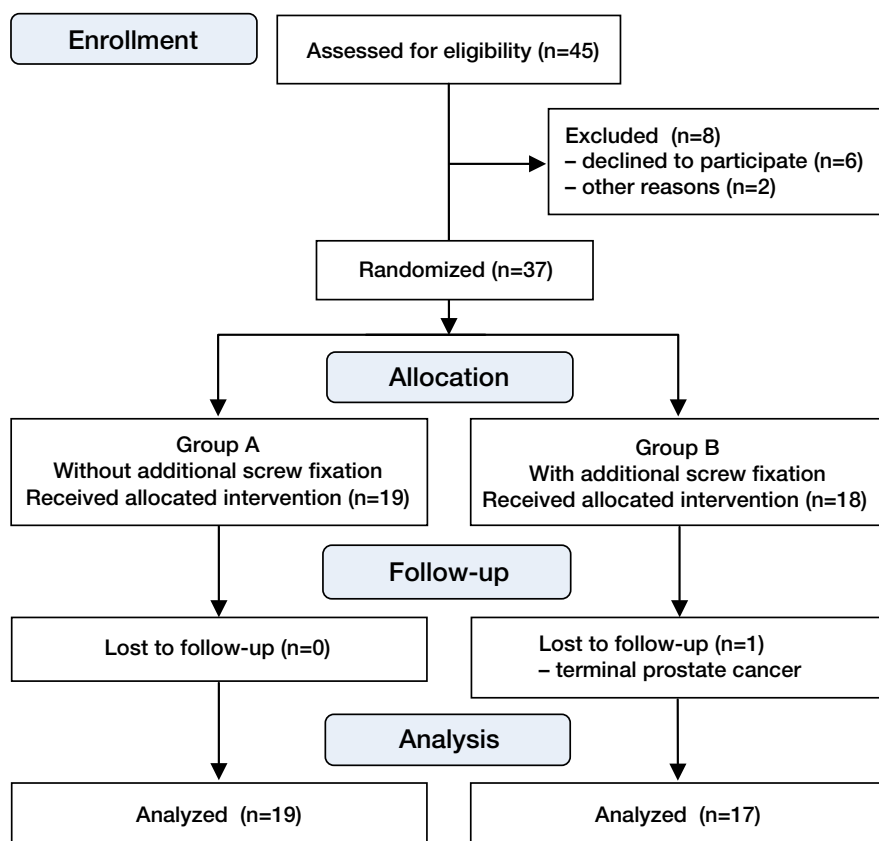 Enrollment
Assessed for eligibility (n=45)
Excluded (n=8)
– declined to participate (n=6)
– other reasons (n=2)
Randomized (n=37)
Allocation
Group A
Without additional screw fixation
Received allocated intervention (n=19)
Group B
With additional screw fixation
Received allocated intervention (n=18)
Follow-up
Lost to follow-up (n=0)
Lost to follow-up (n=1)
– terminal prostate cancer
Analysis
Analyzed (n=19)
Analyzed (n=17)